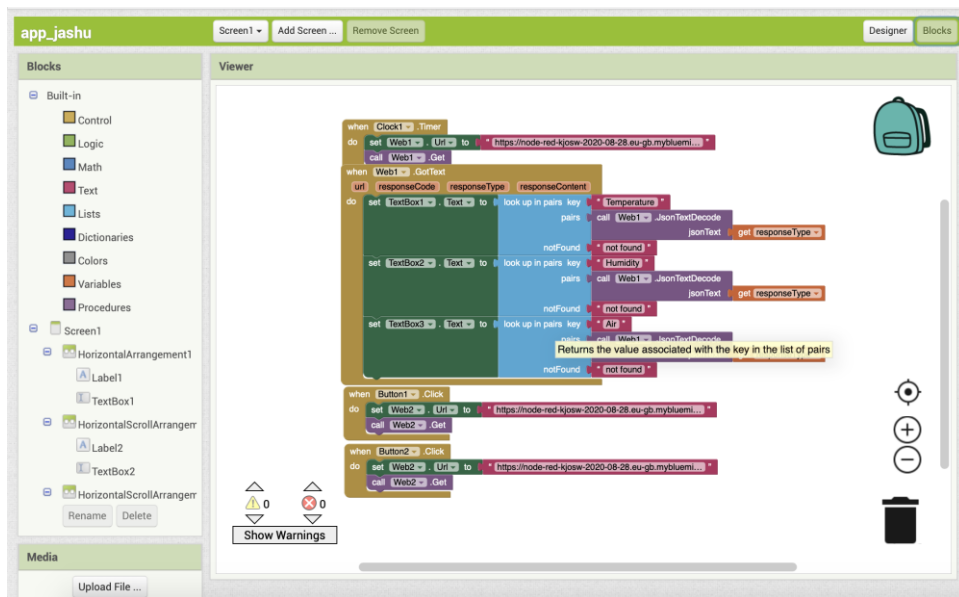 app_jashu Screen1 Add Screen ... Remove Screen Designer Blocks
Blocks
Built-in
Control
Logic
Math
Text
Lists
Dictionaries
Colors
Variables
Procedures
Screen1
HorizontalArrangement1
Label1
TextBox1
HorizontalScrollArrangem
Label2
TextBox2
HorizontalScrollArrangem
Rename Delete
Media
Upload File ...
Viewer
when Clock1 .Timer
do set Web1 . Url to " https://node-red-kjosw-2020-08-28.eu-gb.mybluemi... "
call Web1 .Get
when Web1 .GotText
url responseCode responseType responseContent
do set TextBox1 . Text to look up in pairs key " Temperature "
pairs call Web1 .JsonTextDecode
jsonText get responseType
notFound " not found "
set TextBox2 . Text to look up in pairs key " Humidity "
pairs call Web1 .JsonTextDecode
jsonText get responseType
notFound " not found "
set TextBox3 . Text to look up in pairs key " Air "
pairs call Web1 .JsonTextDecode
Returns the value associated with the key in the list of pairs
notFound " not found "
when Button1 .Click
do set Web2 . Url to " https://node-red-kjosw-2020-08-28.eu-gb.mybluemi... "
call Web2 .Get
when Button2 .Click
do set Web2 . Url to " https://node-red-kjosw-2020-08-28.eu-gb.mybluemi... "
call Web2 .Get
0 0
Show Warnings